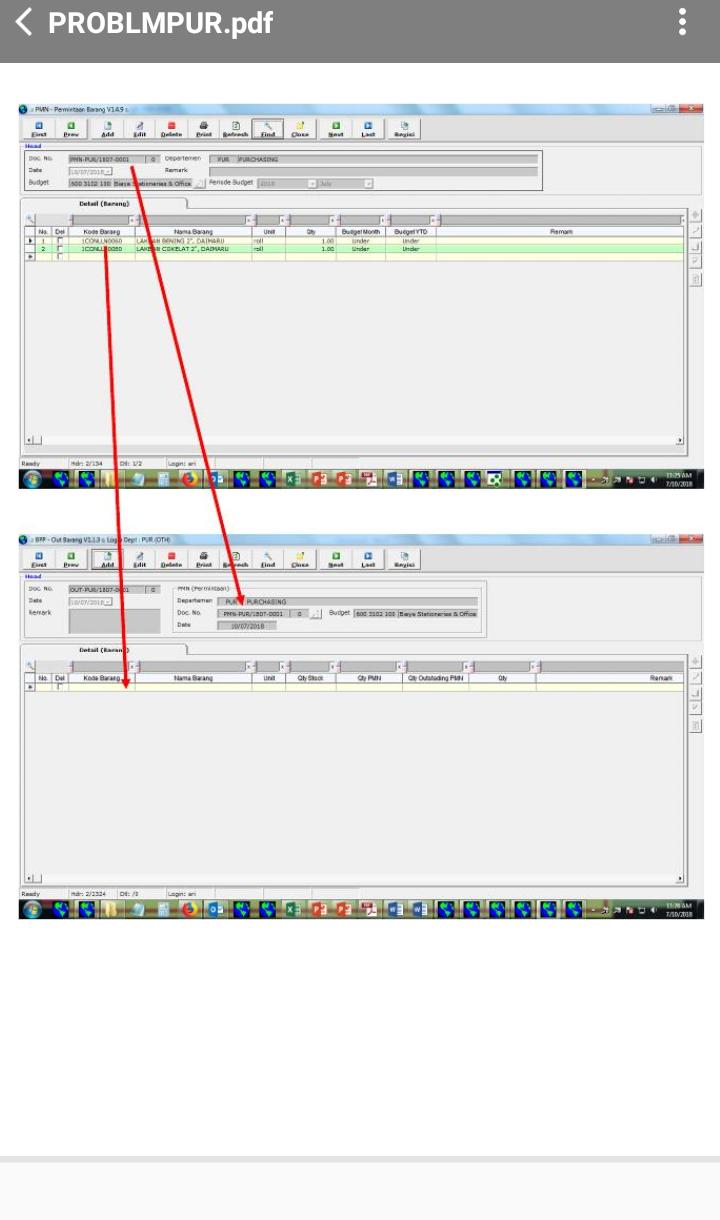 PROBLMPUR.pdf
.: PMN - Permintaan Barang V1.4.9 :.
First Prev Add Edit Delete Print Refresh Find Close Next Last Regisi
Head
Doc. No. PMN-PUR/1807-0001 0 Departemen PUR PURCHASING
Date 10/07/2018 Remark
Budget 600 3102 100 Biaya Stationeries & Office Periode Budget 2018 July
Detail (Barang)
No. Del Kode Barang Nama Barang Unit Qty Budget Month Budget YTD Remark
1 1CONLLN0060 LAKBAN BENING 2", DAIMARU roll 1.00 Under Under
2 LAKBAN COKELAT 2", DAIMARU roll 1.00 Under Under
Ready Hdr: 2/134 Dtl: 1/2 Login: ari
11:25 AM
7/10/2018
.: BPP - Out Barang V1.1.3 :. Login Dept : PUR (OTH)
First Prev Add Edit Delete Print Refresh Find Close Next Last Regisi
Head
Doc. No. OUT-PUR/1807-0001 0 PMN (Permintaan)
Date 10/07/2018 Departemen PUR PURCHASING
Remark Doc. No. PMN-PUR/1807-0001 0 Budget 600 3102 100 Biaya Stationeries & Office
Date 10/07/2018
Detail (Barang)
No. Del Kode Barang Nama Barang Unit Qty Stock Qty PMN Qty Outstading PMN Qty Remark
Ready Hdr: 2/2324 Dtl: /0 Login: ari
11:26 AM
7/10/2018